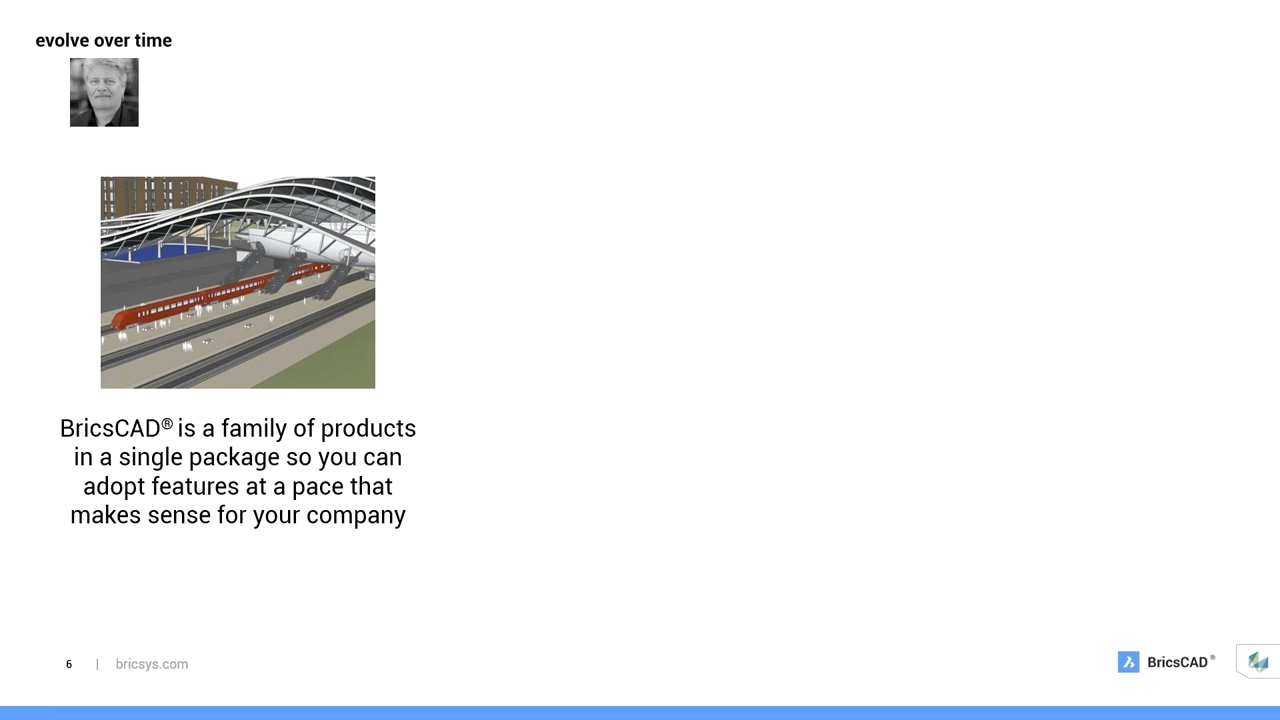 evolve over time
BricsCAD® is a family of products
in a single package so you can
adopt features at a pace that
makes sense for your company
6 | bricsys.com
BricsCAD®